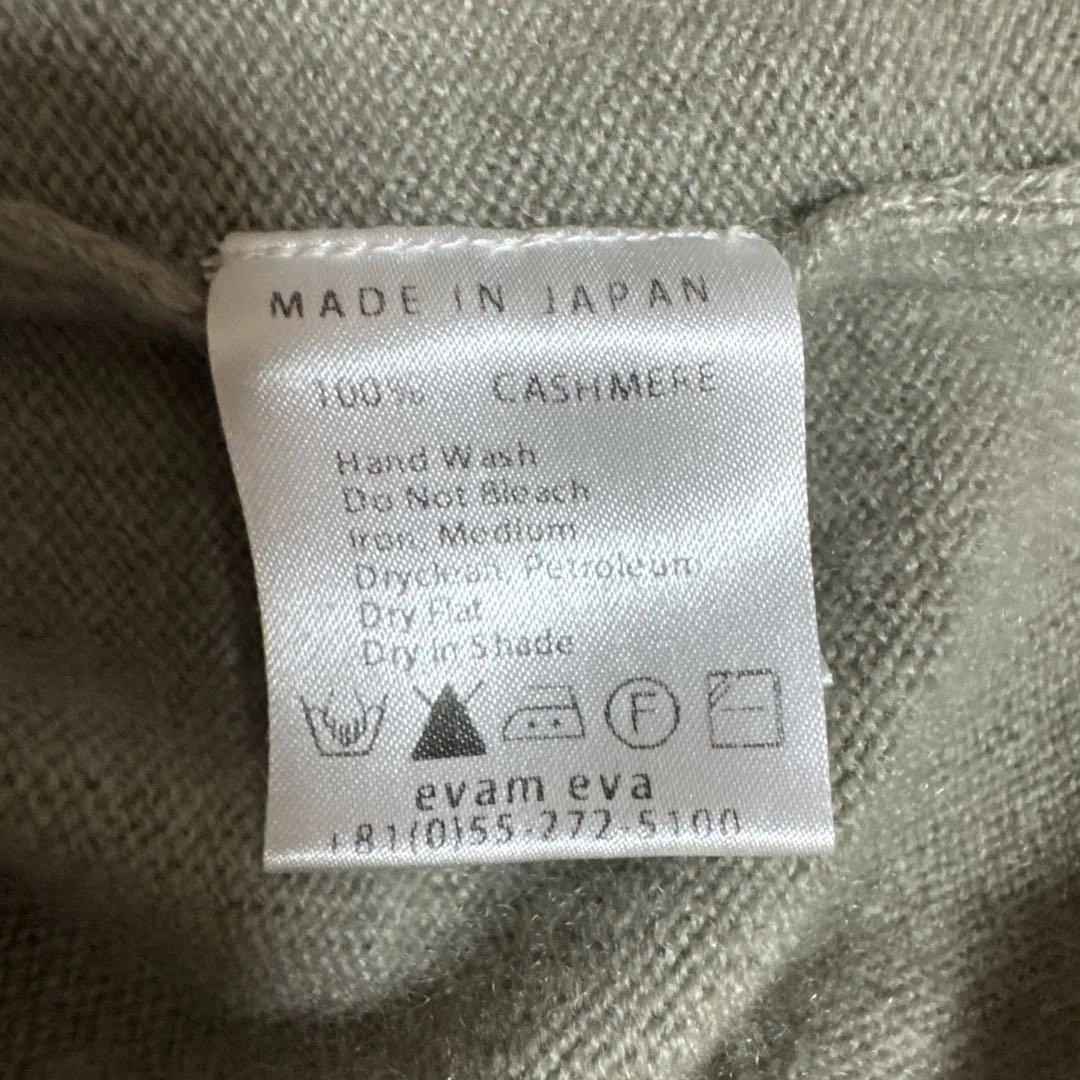 MADE IN JAPAN
100% CASHMERE
Hand Wash
Do Not Bleach
Iron, Medium
Dryclean, Petroleum
Dry Flat
Dry in Shade
F
evam eva
+81(0)55-272-5100